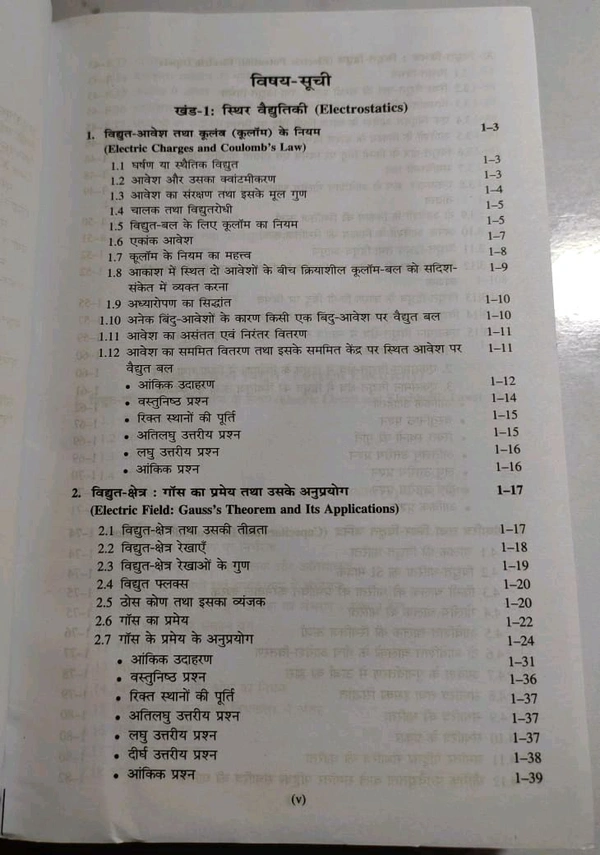 विषय-सूची
खंड-1: स्थिर वैद्युतिकी (Electrostatics)
1. विद्युत-आवेश तथा कूलंब (कूलॉम) के नियम 1–3
(Electric Charges and Coulomb's Law)
1.1 घर्षण या स्थैतिक विद्युत 1–3
1.2 आवेश और उसका क्वांटमीकरण 1–3
1.3 आवेश का संरक्षण तथा इसके मूल गुण 1–4
1.4 चालक तथा विद्युतरोधी 1–5
1.5 विद्युत-बल के लिए कूलॉम का नियम 1–5
1.6 एकांक आवेश 1–7
1.7 कूलॉम के नियम का महत्त्व 1–8
1.8 आकाश में स्थित दो आवेशों के बीच क्रियाशील कूलॉम-बल को सदिश- 1–9
संकेत में व्यक्त करना
1.9 अध्यारोपण का सिद्धांत 1–10
1.10 अनेक बिंदु-आवेशों के कारण किसी एक बिंदु-आवेश पर वैद्युत बल 1–10
1.11 आवेश का असंतत एवं निरंतर वितरण 1–11
1.12 आवेश का सममित वितरण तथा इसके सममित केंद्र पर स्थित आवेश पर 1–11
वैद्युत बल
• आंकिक उदाहरण 1–12
• वस्तुनिष्ठ प्रश्न 1–14
• रिक्त स्थानों की पूर्ति 1–15
• अतिलघु उत्तरीय प्रश्न 1–15
• लघु उत्तरीय प्रश्न 1–16
• आंकिक प्रश्न 1–16
2. विद्युत-क्षेत्र : गॉस का प्रमेय तथा उसके अनुप्रयोग 1–17
(Electric Field: Gauss's Theorem and Its Applications)
2.1 विद्युत-क्षेत्र तथा उसकी तीव्रता 1–17
2.2 विद्युत-क्षेत्र रेखाएँ 1–18
2.3 विद्युत-क्षेत्र रेखाओं के गुण 1–19
2.4 विद्युत फ्लक्स 1–20
2.5 ठोस कोण तथा इसका व्यंजक 1–20
2.6 गॉस का प्रमेय 1–22
2.7 गॉस के प्रमेय के अनुप्रयोग 1–24
• आंकिक उदाहरण 1–31
• वस्तुनिष्ठ प्रश्न 1–36
• रिक्त स्थानों की पूर्ति 1–37
• अतिलघु उत्तरीय प्रश्न 1–37
• लघु उत्तरीय प्रश्न 1–37
• दीर्घ उत्तरीय प्रश्न 1–38
• आंकिक प्रश्न 1–39
(v)